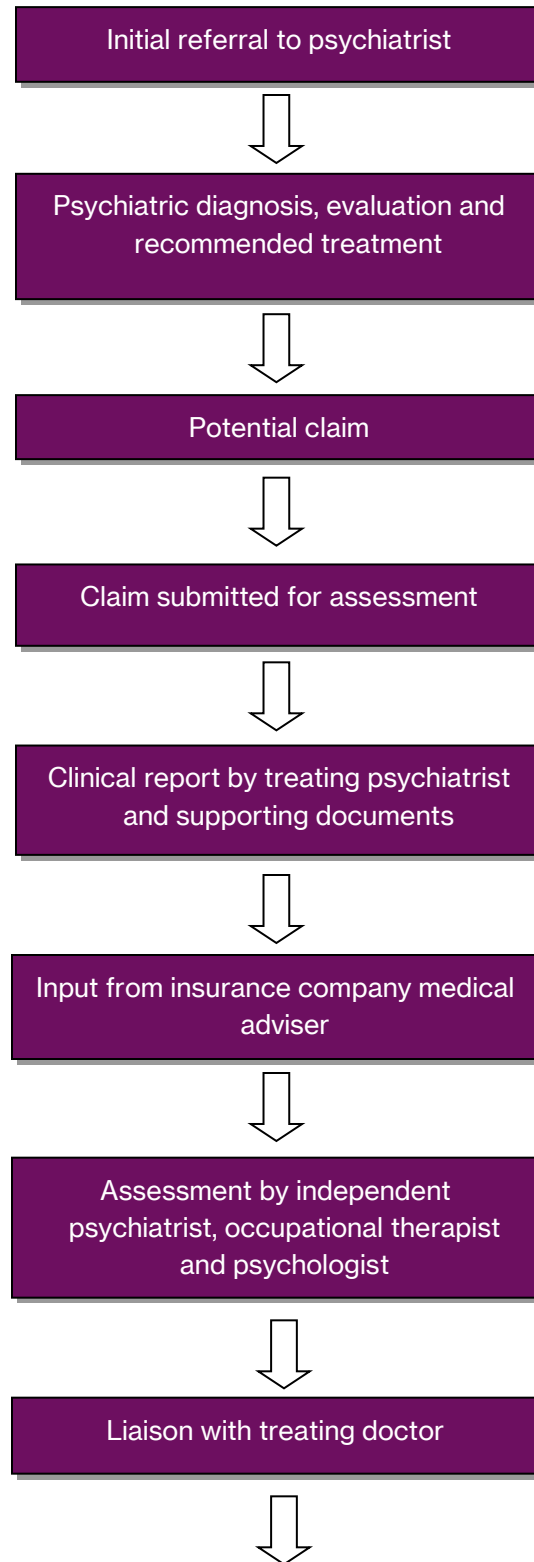 Initial referral to psychiatrist
Psychiatric diagnosis, evaluation and
recommended treatment
Potential claim
Claim submitted for assessment
Clinical report by treating psychiatrist
and supporting documents
Input from insurance company medical
adviser
Assessment by independent
psychiatrist, occupational therapist
and psychologist
Liaison with treating doctor